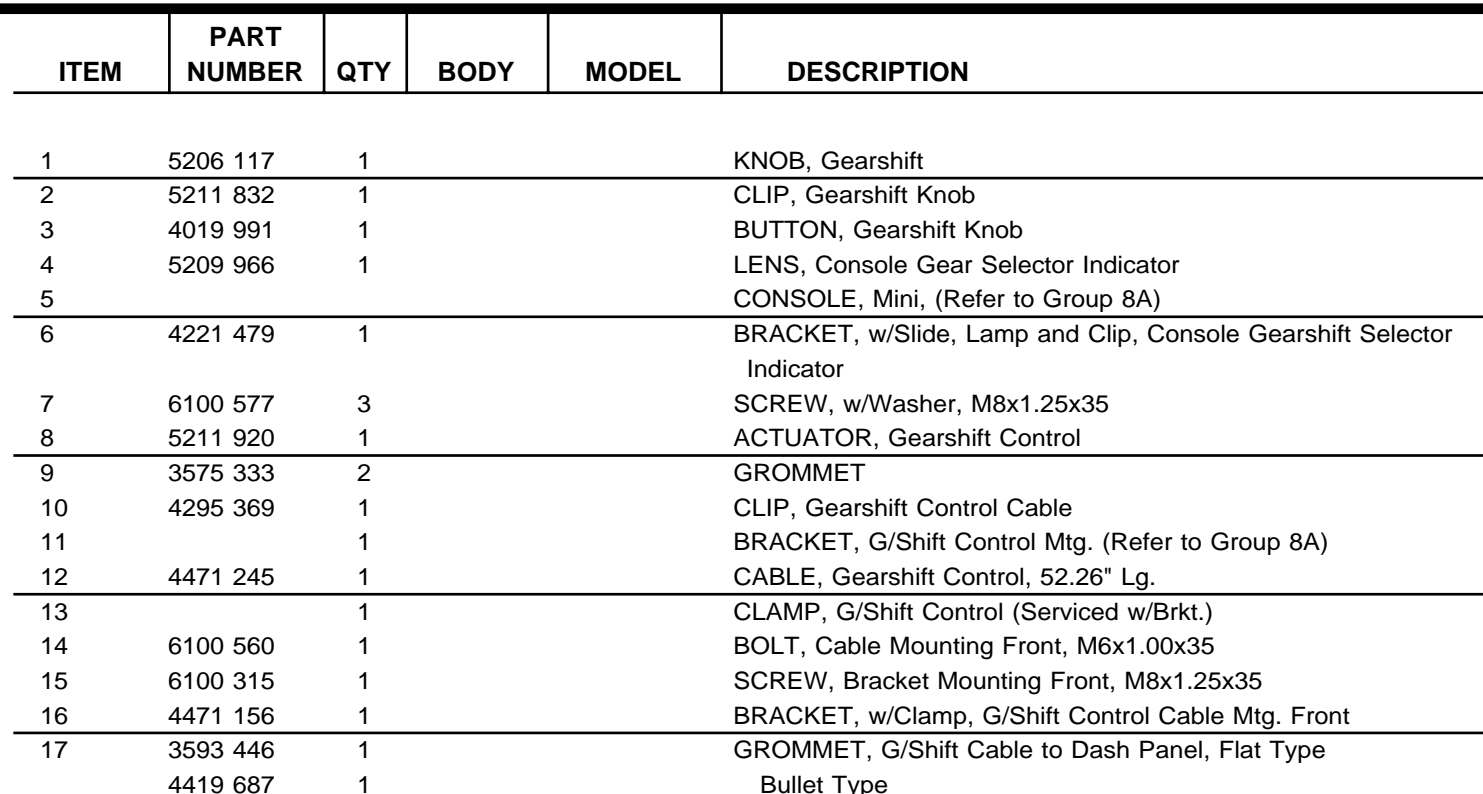 PART
ITEM NUMBER QTY BODY MODEL DESCRIPTION
1 5206 117 1 KNOB, Gearshift
2 5211 832 1 CLIP, Gearshift Knob
3 4019 991 1 BUTTON, Gearshift Knob
4 5209 966 1 LENS, Console Gear Selector Indicator
5 CONSOLE, Mini, (Refer to Group 8A)
6 4221 479 1 BRACKET, w/Slide, Lamp and Clip, Console Gearshift Selector
Indicator
7 6100 577 3 SCREW, w/Washer, M8x1.25x35
8 5211 920 1 ACTUATOR, Gearshift Control
9 3575 333 2 GROMMET
10 4295 369 1 CLIP, Gearshift Control Cable
11 1 BRACKET, G/Shift Control Mtg. (Refer to Group 8A)
12 4471 245 1 CABLE, Gearshift Control, 52.26" Lg.
13 1 CLAMP, G/Shift Control (Serviced w/Brkt.)
14 6100 560 1 BOLT, Cable Mounting Front, M6x1.00x35
15 6100 315 1 SCREW, Bracket Mounting Front, M8x1.25x35
16 4471 156 1 BRACKET, w/Clamp, G/Shift Control Cable Mtg. Front
17 3593 446 1 GROMMET, G/Shift Cable to Dash Panel, Flat Type
4419 687 1 Bullet Type